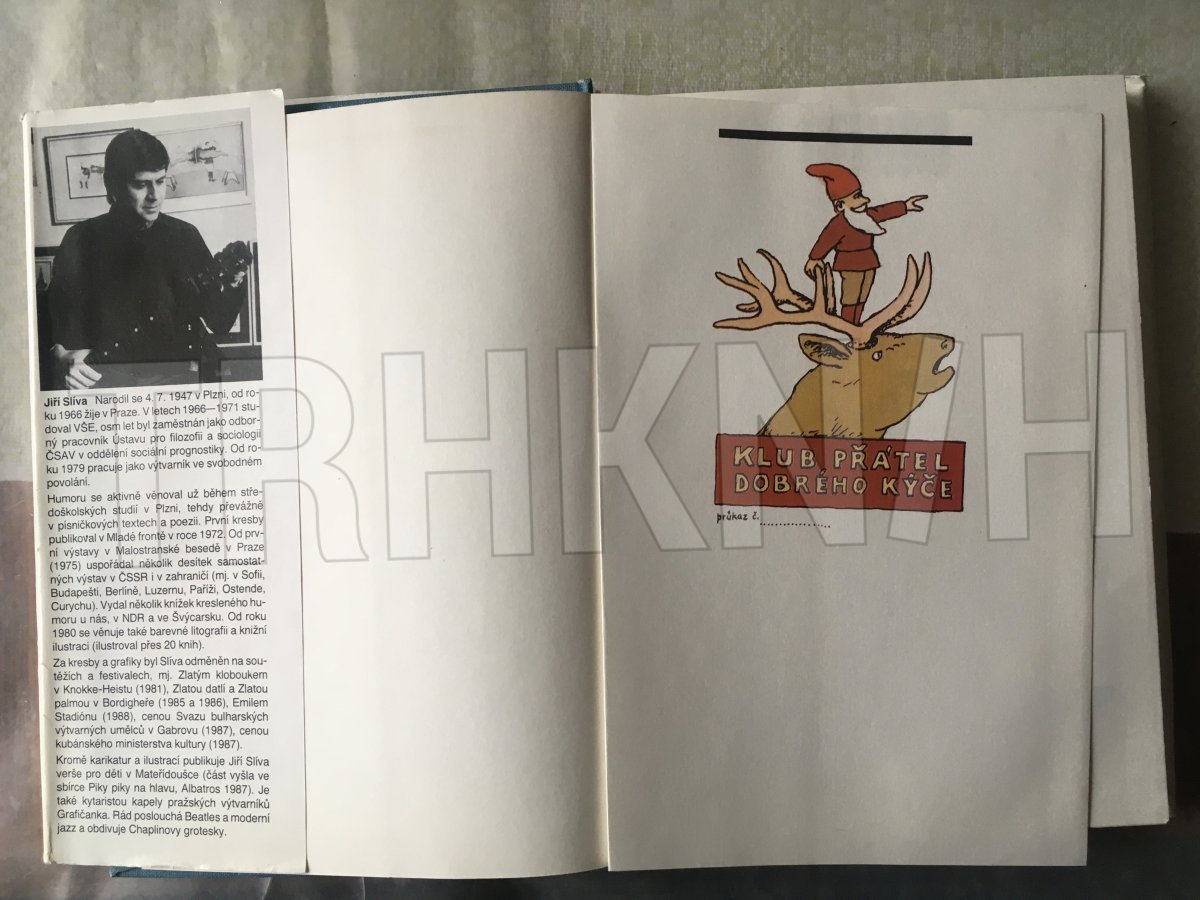 Jiří Slíva Narodil se 4. 7. 1947 v Plzni, od ro-
ku 1966 žije v Praze. V letech 1966—1971 stu-
doval VŠE, osm let byl zaměstnán jako odbor-
ný pracovník Ústavu pro filozofii a sociologii
ČSAV v oddělení sociální prognostiky. Od ro-
ku 1979 pracuje jako výtvarník ve svobodném
povolání.
Humoru se aktivně věnoval už během stře-
doškolských studií v Plzni, tehdy převážně
v písničkových textech a poezii. První kresby
publikoval v Mladé frontě v roce 1972. Od prv-
ní výstavy v Malostranské besedě v Praze
(1975) uspořádal několik desítek samostat-
ných výstav v ČSSR i v zahraničí (mj. v Sofii,
Budapešti, Berlíně, Luzernu, Paříži, Ostende,
Curychu). Vydal několik knížek kresleného hu-
moru u nás, v NDR a ve Švýcarsku. Od roku
1980 se věnuje také barevné litografii a knižní
ilustraci (ilustroval přes 20 knih).
Za kresby a grafiky byl Slíva odměněn na sou-
těžích a festivalech, mj. Zlatým kloboukem
v Knokke-Heistu (1981), Zlatou datlí a Zlatou
palmou v Bordigheře (1985 a 1986), Emilem
Stadiónu (1988), cenou Svazu bulharských
výtvarných umělců v Gabrovu (1987), cenou
kubánského ministerstva kultury (1987).
Kromě karikatur a ilustrací publikuje Jiří Slíva
verše pro děti v Mateřídoušce (část vyšla ve
sbírce Piky piky na hlavu, Albatros 1987). Je
také kytaristou kapely pražských výtvarníků
Grafičanka. Rád poslouchá Beatles a moderní
jazz a obdivuje Chaplinovy grotesky.
KLUB PŘÁTEL
DOBRÉHO KÝČE
průkaz č..................
TRHKNIH